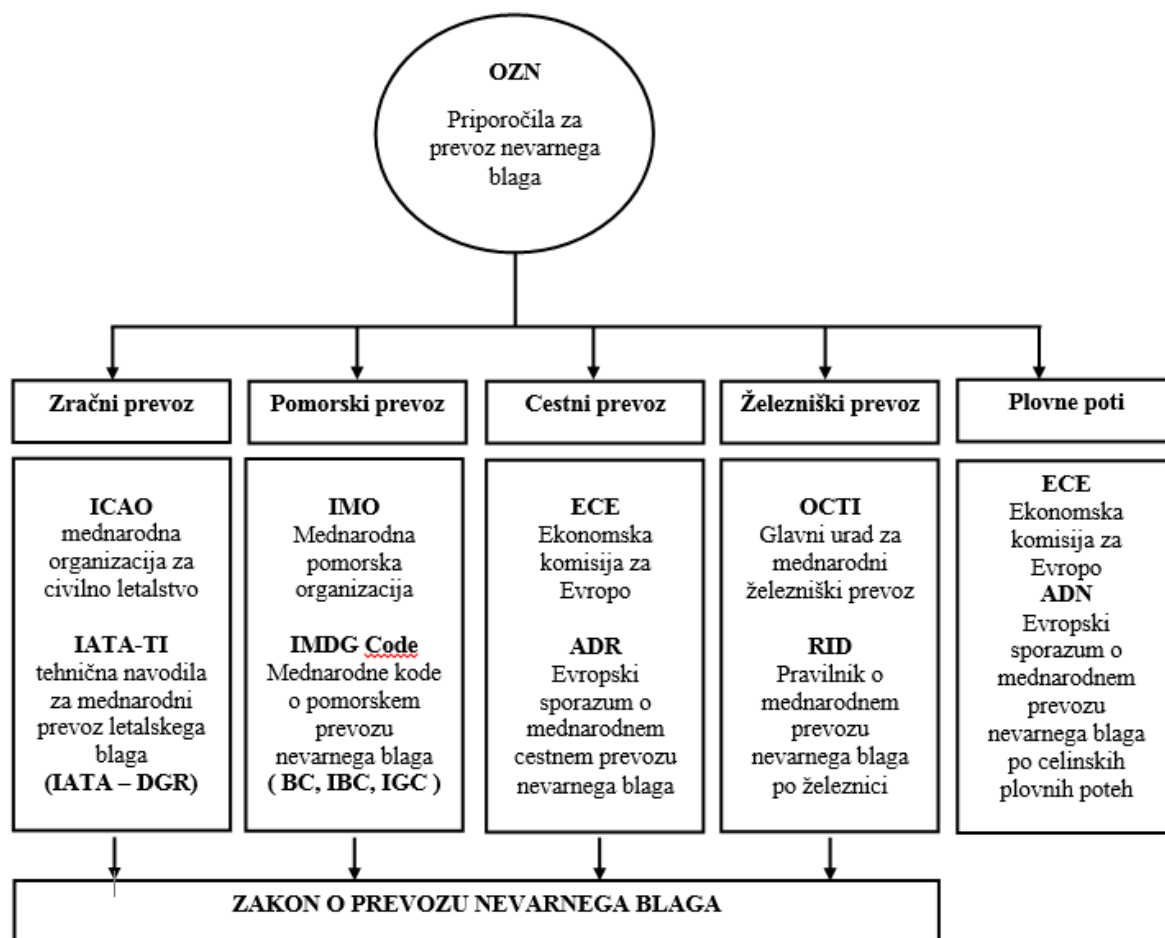 OZN
Priporočila za
prevoz nevarnega
blaga
Zračni prevoz
Pomorski prevoz
Cestni prevoz
Železniški prevoz
Plovne poti
ICAO
mednarodna
organizacija za
civilno letalstvo
IATA-TI
tehnična navodila
za mednarodni
prevoz letalskega
blaga
(IATA – DGR)
IMO
Mednarodna
pomorska
organizacija
IMDG Code
Mednarodne kode
o pomorskem
prevozu
nevarnega blaga
( BC, IBC, IGC )
ECE
Ekonomska
komisija za
Evropo
ADR
Evropski
sporazum o
mednarodnem
cestnem prevozu
nevarnega blaga
OCTI
Glavni urad za
mednarodni
železniški prevoz
RID
Pravilnik o
mednarodnem
prevozu
nevarnega blaga
po železnici
ECE
Ekonomska
komisija za
Evropo
ADN
Evropski
sporazum o
mednarodnem
prevozu
nevarnega blaga
po celinskih
plovnih poteh
ZAKON O PREVOZU NEVARNEGA BLAGA